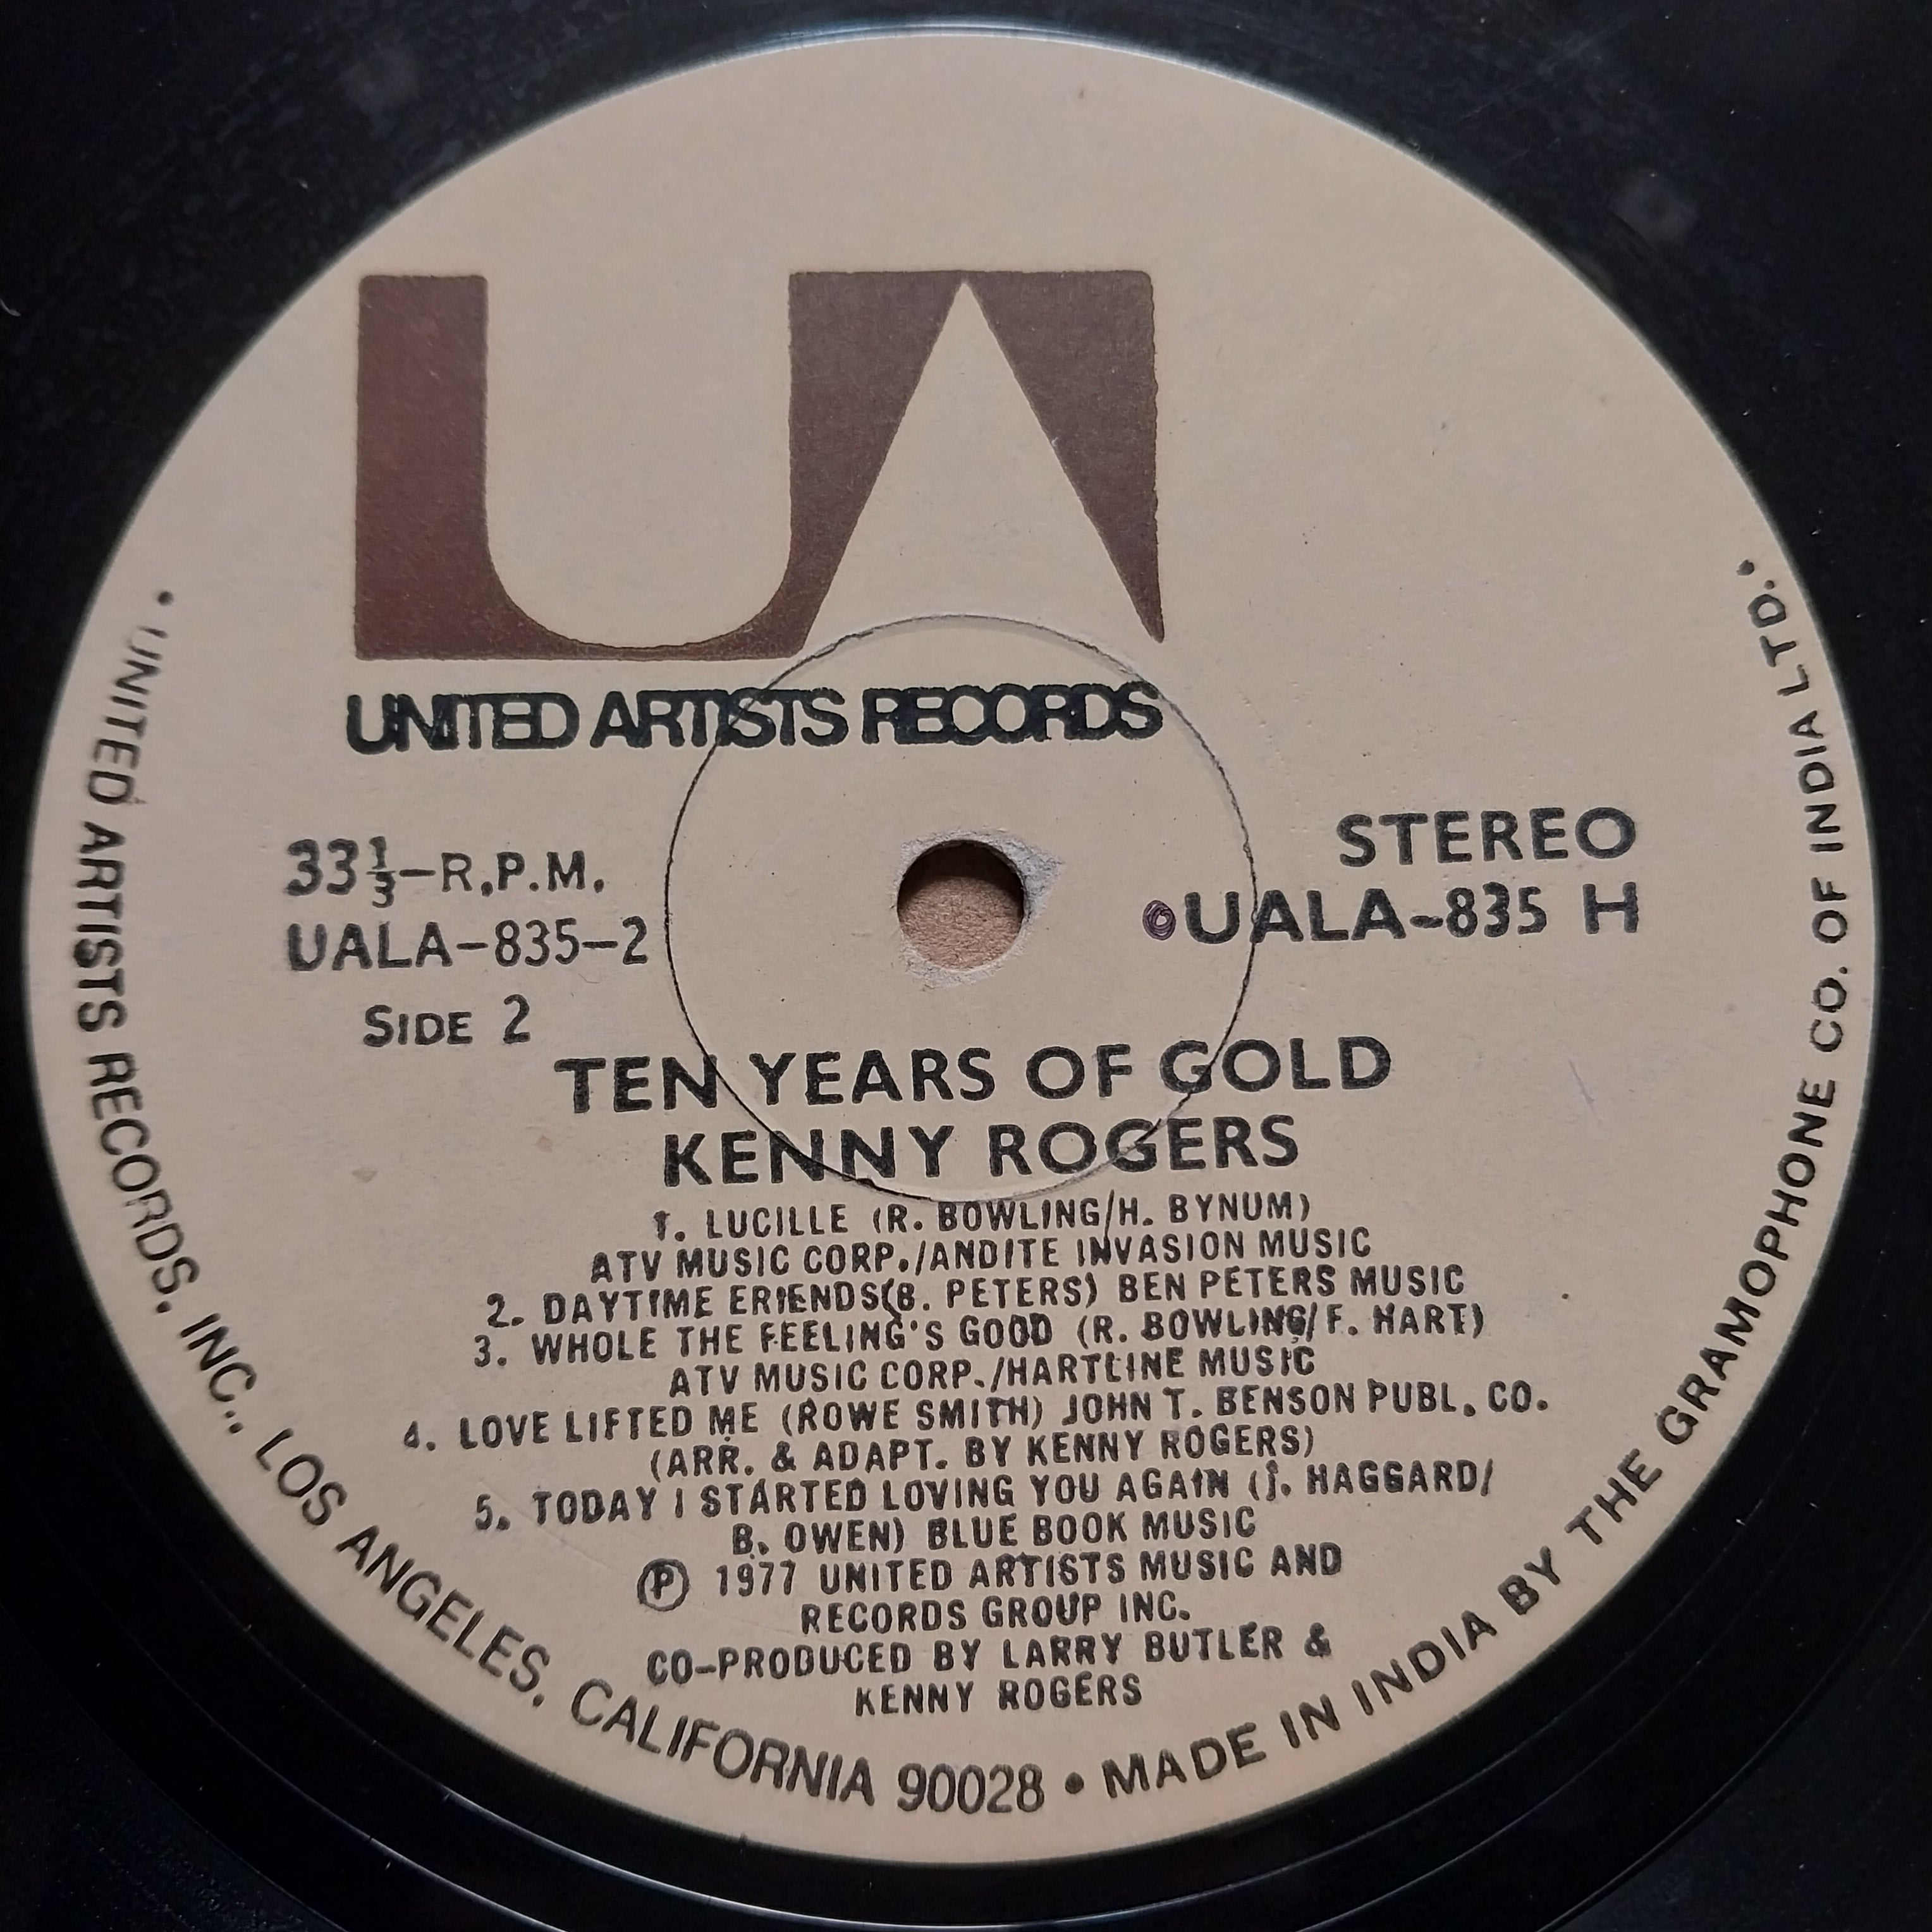 UA
UNITED ARTISTS RECORDS
33⅓–R.P.M.
UALA–835–2
SIDE 2
STEREO
UALA–835 H
TEN YEARS OF GOLD
KENNY ROGERS
1. LUCILLE (R. BOWLING/H. BYNUM)
ATV MUSIC CORP./ANDITE INVASION MUSIC
2. DAYTIME ERIENDS(B. PETERS) BEN PETERS MUSIC
3. WHOLE THE FEELING'S GOOD (R. BOWLING/F. HART)
ATV MUSIC CORP./HARTLINE MUSIC
4. LOVE LIFTED ME (ROWE SMITH) JOHN T. BENSON PUBL. CO.
(ARR. & ADAPT. BY KENNY ROGERS)
5. TODAY I STARTED LOVING YOU AGAIN (J. HAGGARD/
B. OWEN) BLUE BOOK MUSIC
℗ 1977 UNITED ARTISTS MUSIC AND
RECORDS GROUP INC.
CO–PRODUCED BY LARRY BUTLER &
KENNY ROGERS
• UNITED ARTISTS RECORDS, INC., LOS ANGELES, CALIFORNIA 90028 • MADE IN INDIA BY THE GRAMOPHONE CO. OF INDIA LTD. •